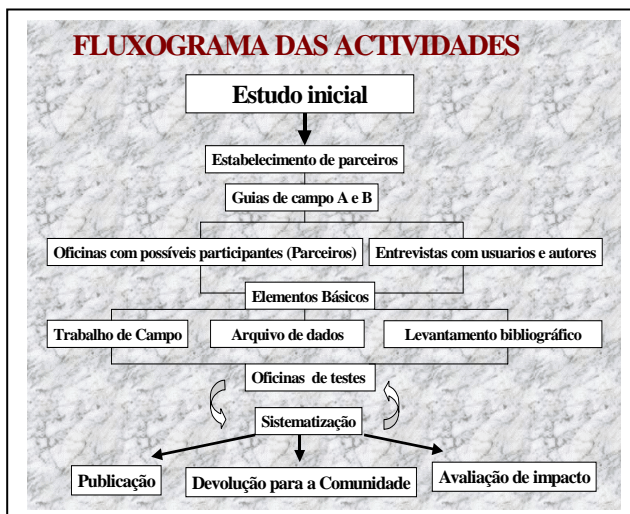 FLUXOGRAMA DAS ACTIVIDADES
Estudo inicial
Estabelecimento de parceiros
Guias de campo A e B
Oficinas com possíveis participantes (Parceiros)
Entrevistas com usuarios e autores
Elementos Básicos
Trabalho de Campo
Arquivo de dados
Levantamento bibliográfico
Oficinas de testes
Sistematização
Publicação
Devolução para a Comunidade
Avaliação de impacto